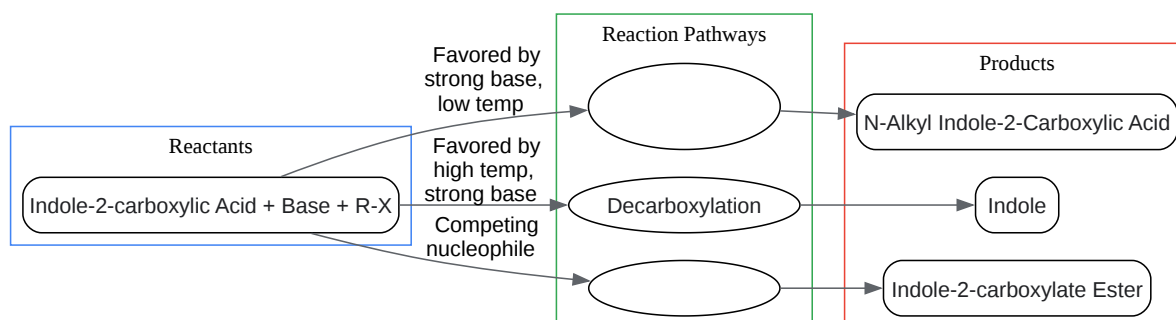 Reaction Pathways
Products
Reactants
Favored by
strong base,
low temp
N-Alkyl Indole-2-Carboxylic Acid
Favored by
high temp,
strong base
Indole-2-carboxylic Acid + Base + R-X
Decarboxylation
Indole
Competing
nucleophile
Indole-2-carboxylate Ester